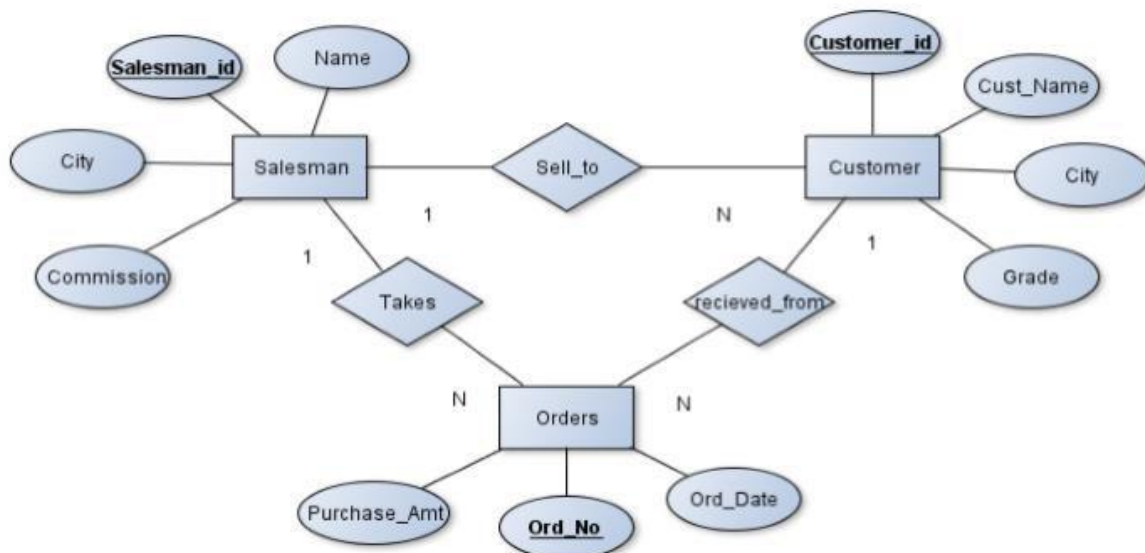 Customer_id
Salesman_id
Name
Cust_Name
City
Salesman
Sell_to
Customer
City
1
N
1
1
Commission
Takes
recieved_from
Grade
N
N
Orders
Purchase_Amt
Ord_No
Ord_Date